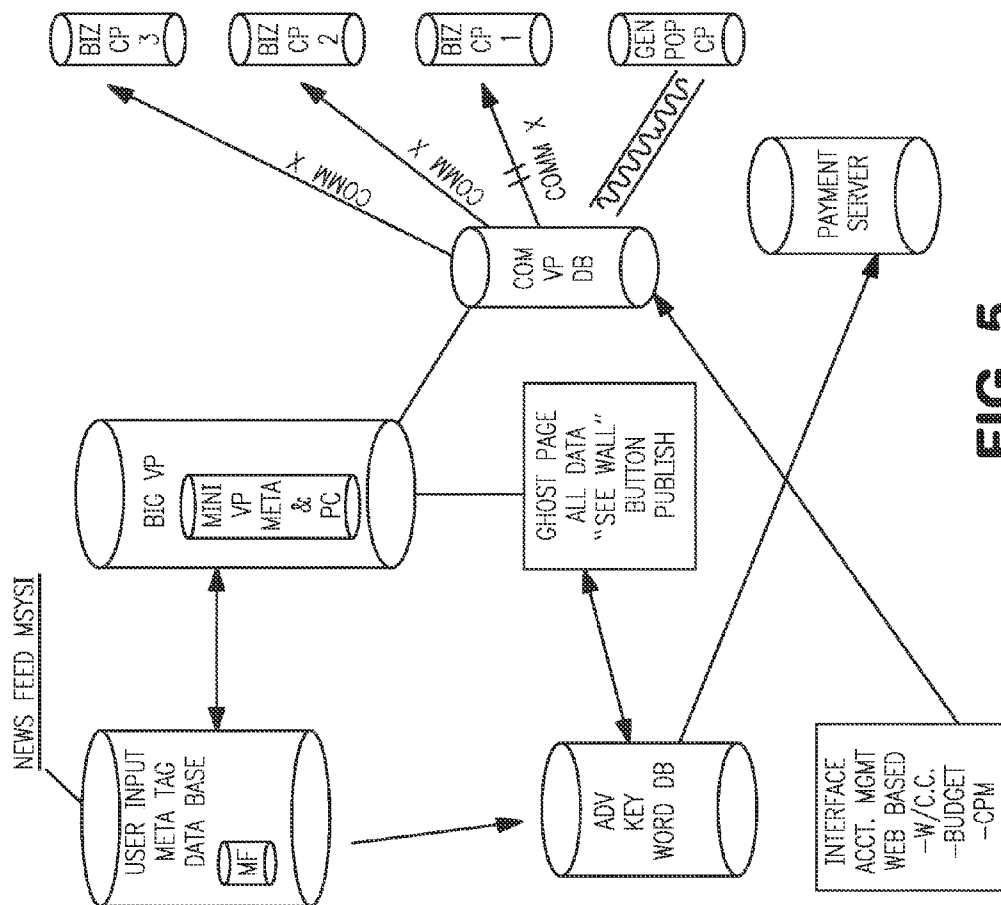 NEWS FEED MSYSI
USER INPUT
META TAG
DATA BASE
MF
BIG VP
MINI
VP
META
&
PC
BIZ
CP
3
BIZ
CP
2
BIZ
CP
1
GEN
POP
CP
COMM X
COMM X
COMM X
COM
VP
DB
GHOST PAGE
ALL DATA
"SEE WALL"
BUTTON
PUBLISH
ADV
KEY
WORD DB
PAYMENT
SERVER
INTERFACE
ACCT. MGMT
WEB BASED
-W/C.C.
-BUDGET
-CPM
FIG. 5